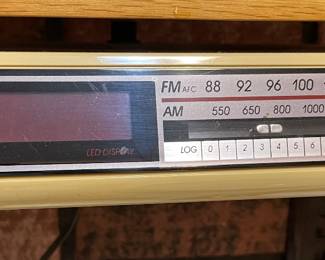 FM AFC 88 92 96 100
AM 550 650 800 1000
LED DISPLAY
LOG 0 1 2 3 4 5 6